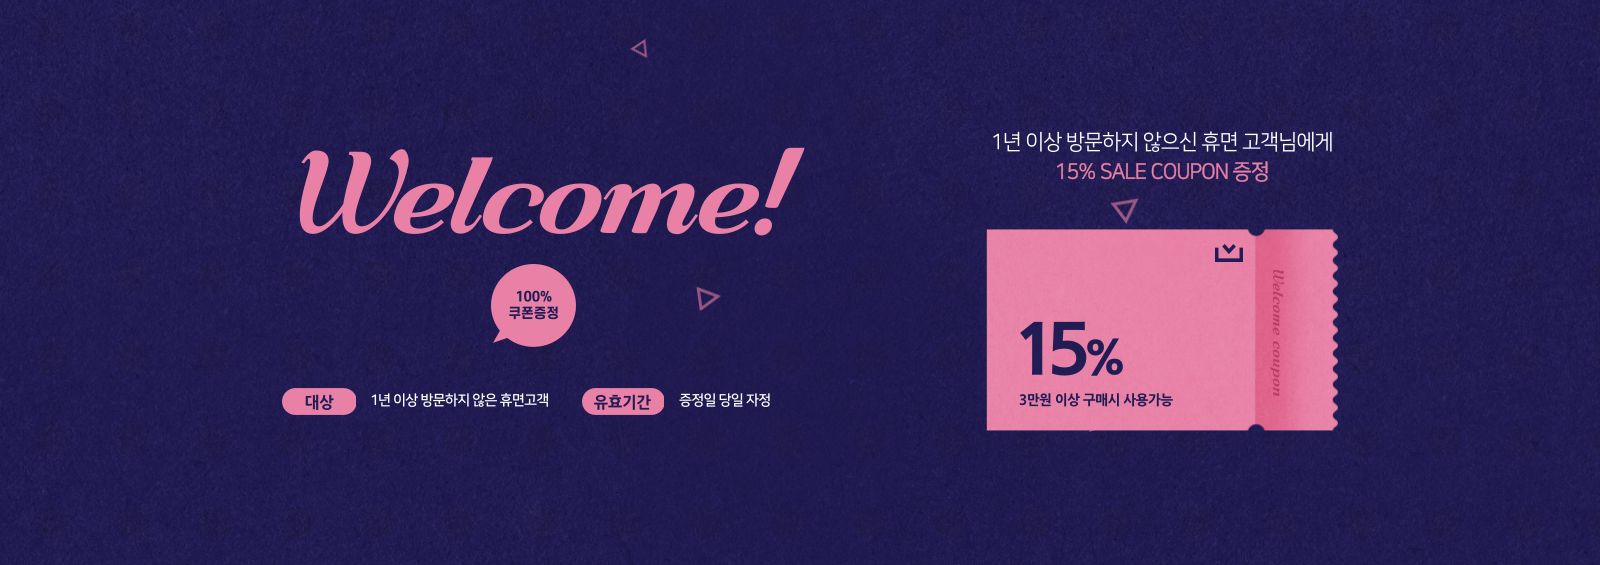 Welcome!
100%
쿠폰증정
대상 1년 이상 방문하지 않은 휴면고객 유효기간 증정일 당일 자정
1년 이상 방문하지 않으신 휴면 고객님에게
15% SALE COUPON 증정
15%
3만원 이상 구매시 사용가능
Welcome coupon